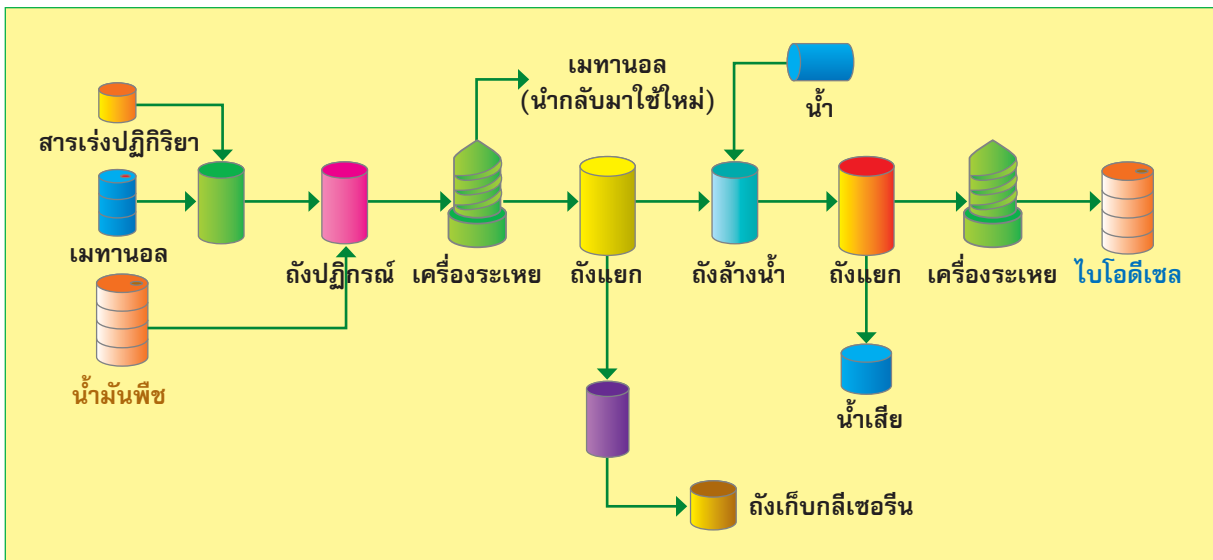 เมทานอล
(นำกลับมาใช้ใหม่)
น้ำ
สารเร่งปฏิกิริยา
เมทานอล
ถังปฏิกรณ์
เครื่องระเหย
ถังแยก
ถังล้างน้ำ
ถังแยก
เครื่องระเหย
ไบโอดีเซล
น้ำมันพืช
น้ำเสีย
ถังเก็บกลีเซอรีน